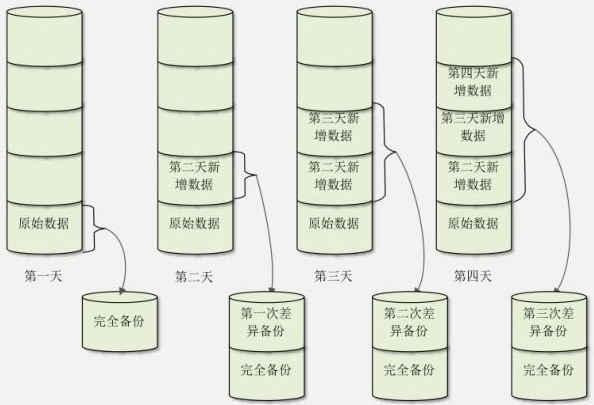 第四天新
增数据
第三天新
增数据
第三天新增
数据
第二天新
增数据
第二天新
增数据
第二天新
增数据
原始数据
原始数据
原始数据
原始数据
第一天
第二天
第三天
第四天
完全备份
第一次差
异备份
第二次差
异备份
第三次差
异备份
完全备份
完全备份
完全备份